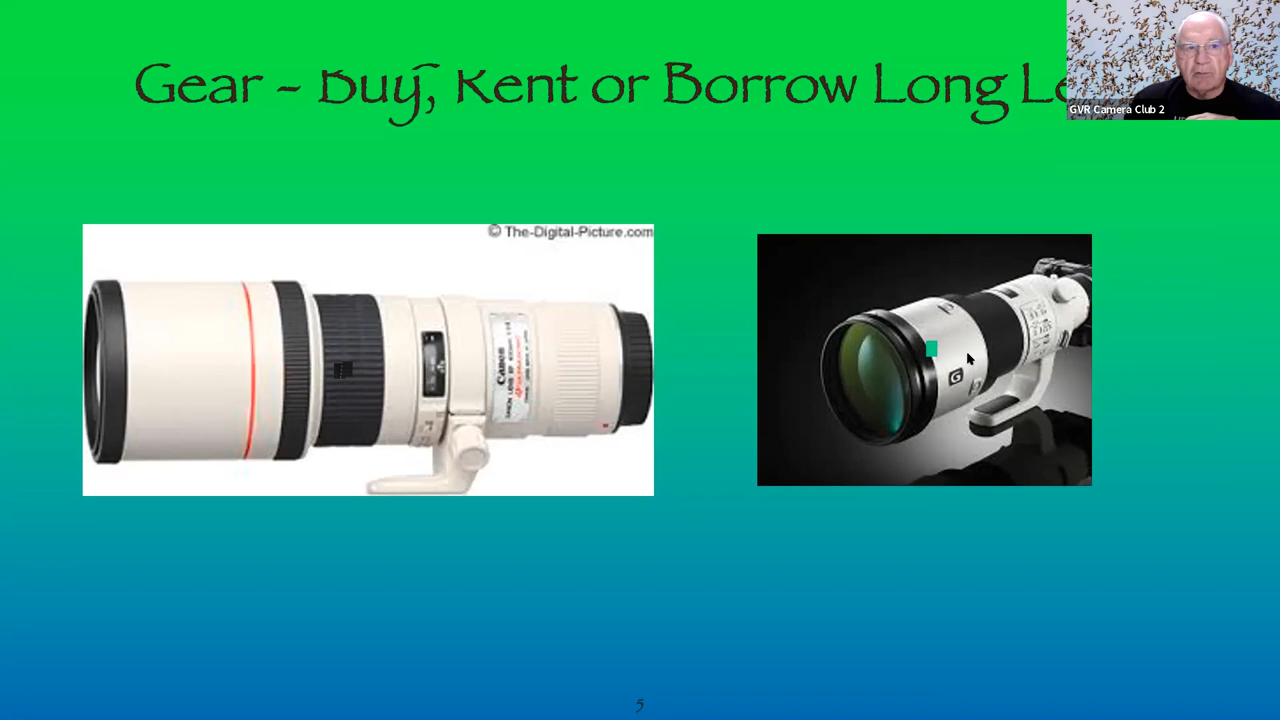 Gear - Buy, Rent or Borrow Long Le
GVR Camera Club 2
© The-Digital-Picture.com
Canon
G
5